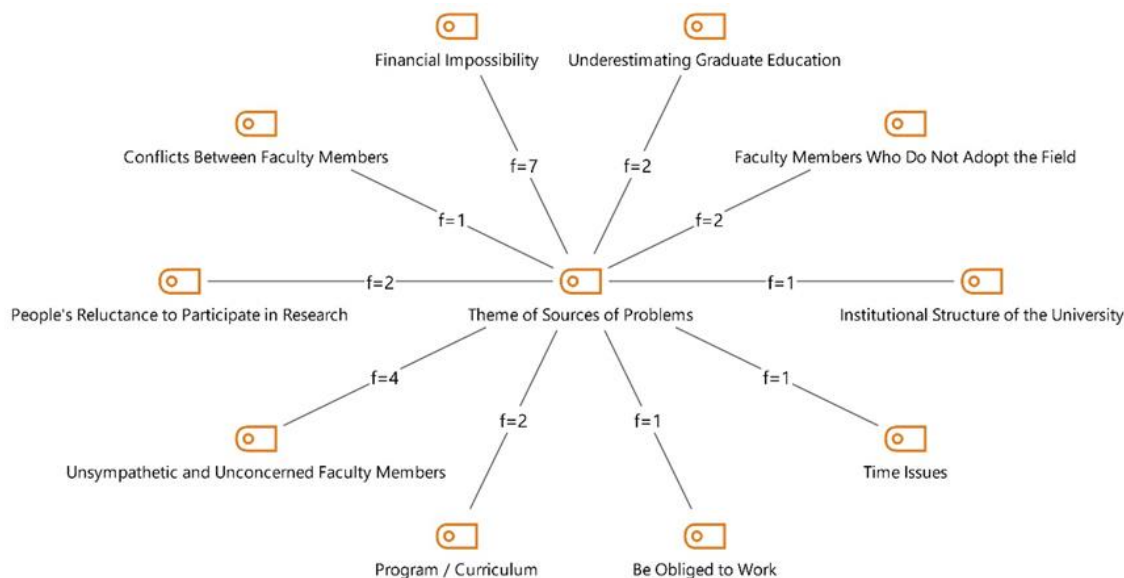 Financial Impossibility
Underestimating Graduate Education
Conflicts Between Faculty Members
Faculty Members Who Do Not Adopt the Field
f=7
f=2
f=1
f=2
f=2
f=1
People's Reluctance to Participate in Research
Theme of Sources of Problems
Institutional Structure of the University
f=4
f=1
f=2
f=1
Unsympathetic and Unconcerned Faculty Members
Time Issues
Program / Curriculum
Be Obliged to Work